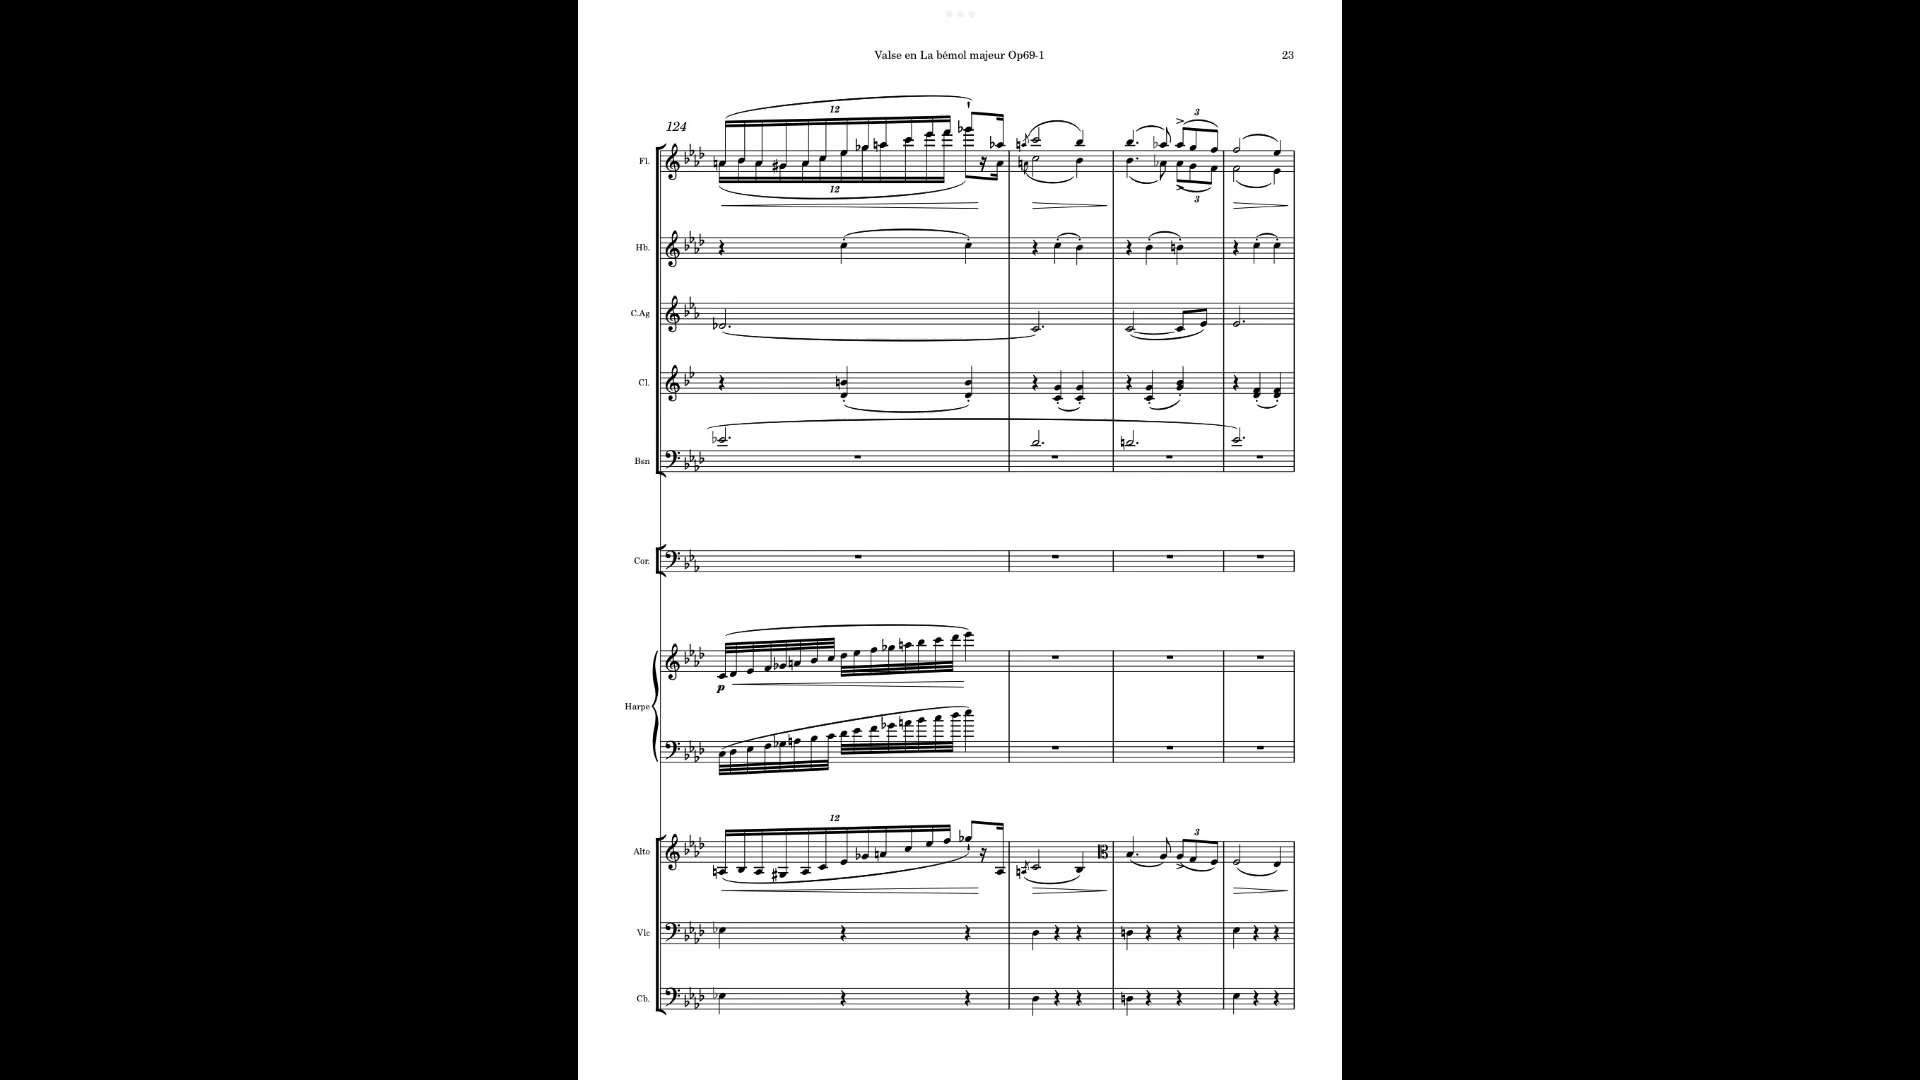 Valse en La bémol majeur Op69-1
23
12
124
3
Fl.
12
3
Hb.
C.Ag
Cl.
Bsn
Cor.
p
Harpe
12
3
Alto
Vlc
Cb.